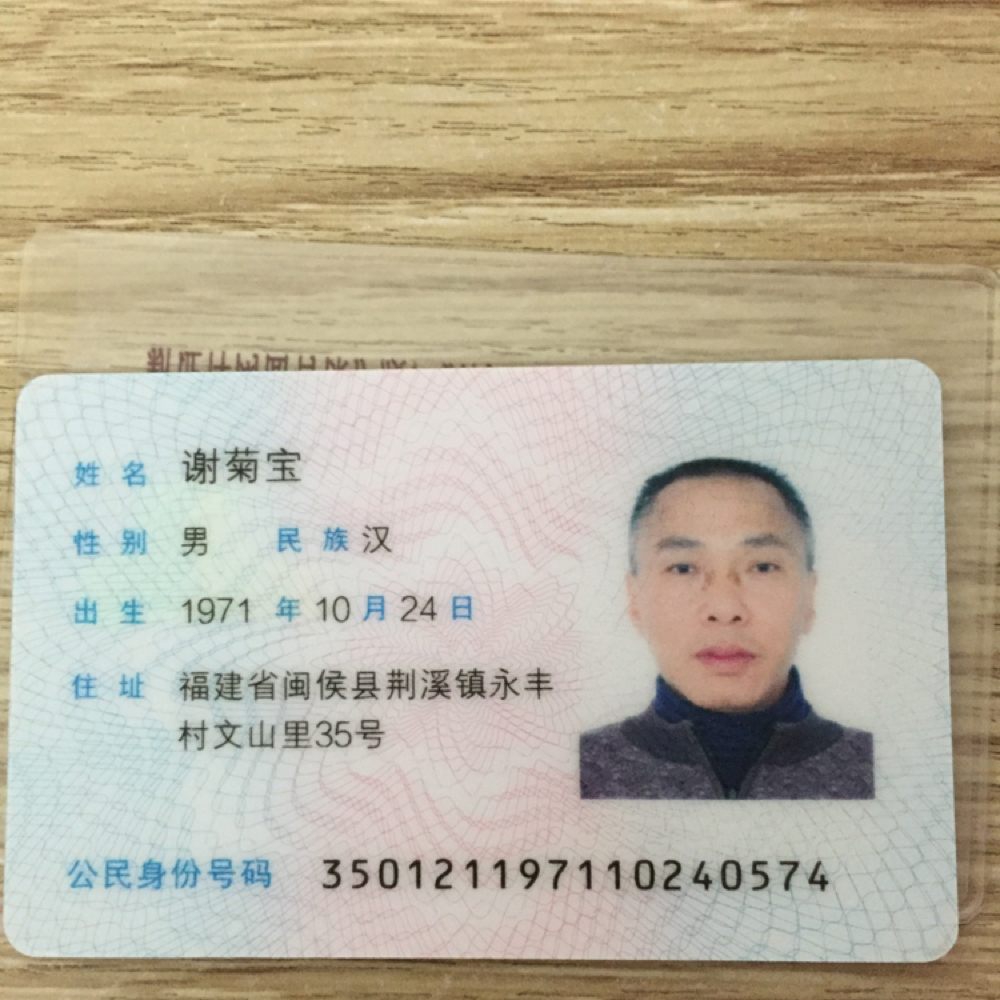 姓名 谢菊宝
性别 男 民族 汉
出生 1971 年 10 月 24 日
住址 福建省闽侯县荆溪镇永丰
村文山里35号
公民身份号码 350121197110240574